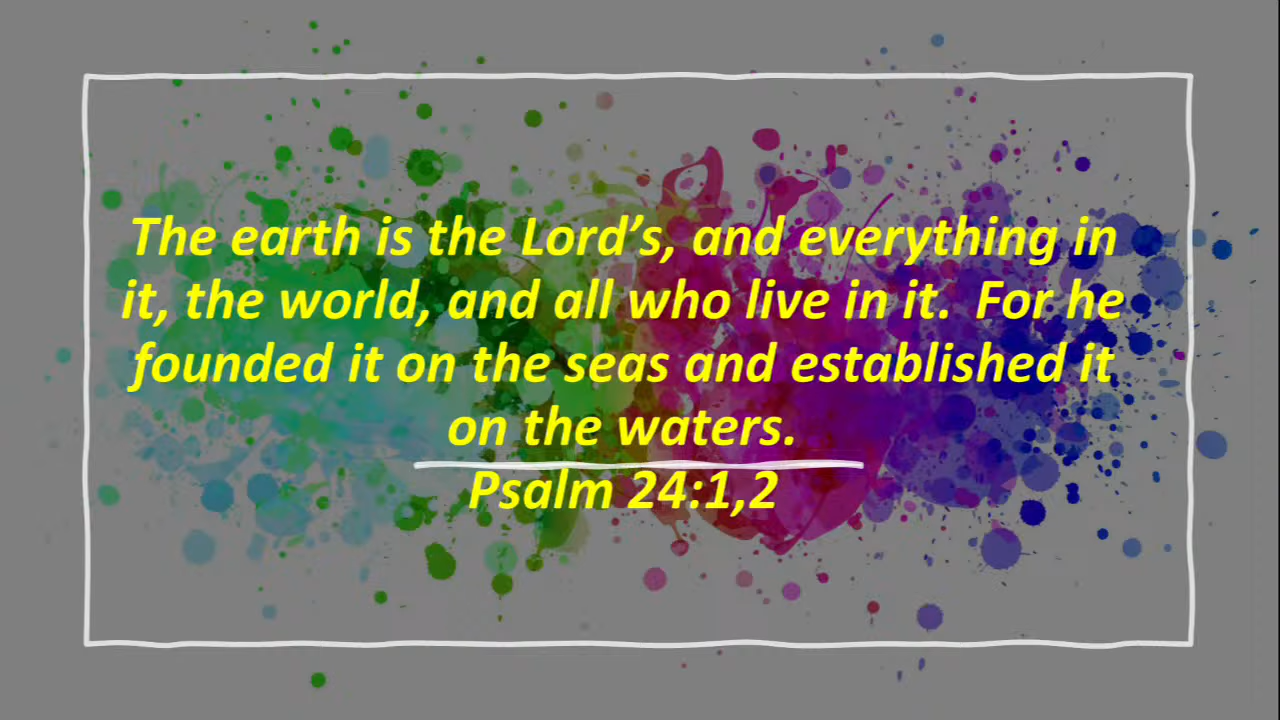 The earth is the Lord’s, and everything in
it, the world, and all who live in it.  For he
founded it on the seas and established it
on the waters.
Psalm 24:1,2